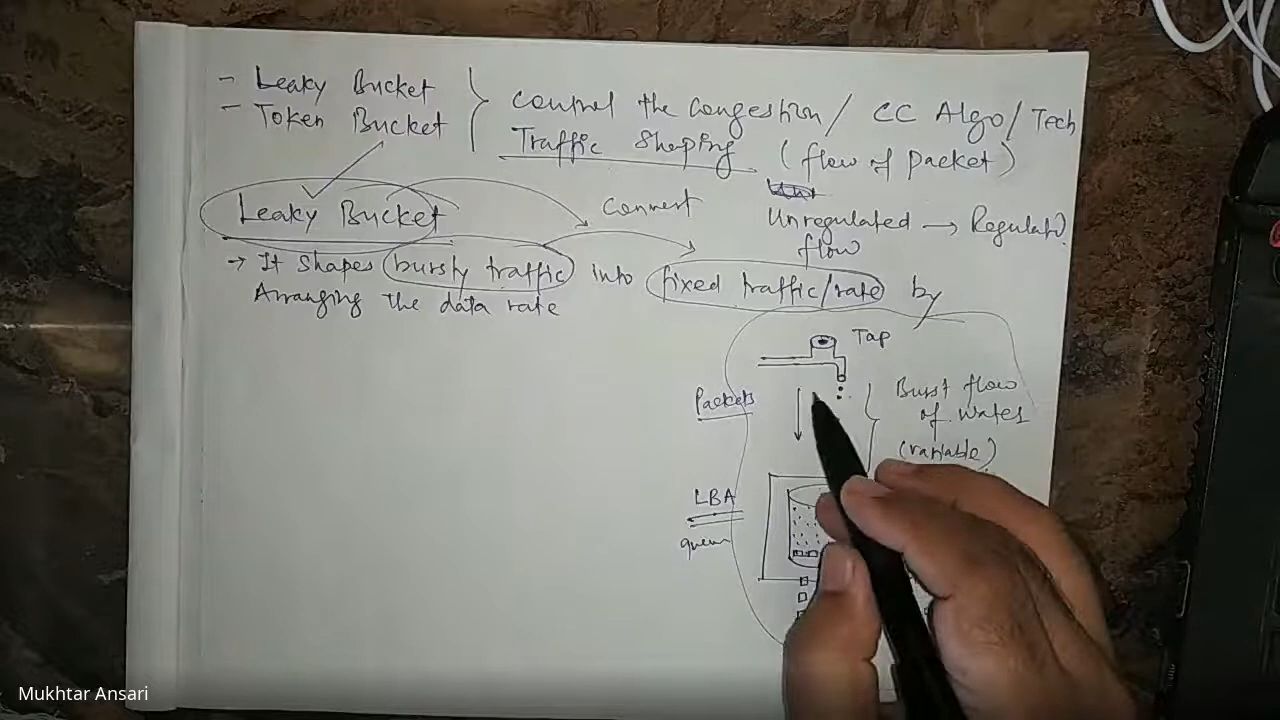 - Leaky Bucket
- Token Bucket
Control the Congestion / CC Algo/Tech
Traffic Shaping (flow of packet)
Leaky Bucket
Convert
Unregulated → Regulated
flow
→ It shapes bursty traffic into fixed traffic/rate by
Arranging the data rate
Tap
Packets
Burst flow
of water
(variable)
LBA
Mukhtar Ansari